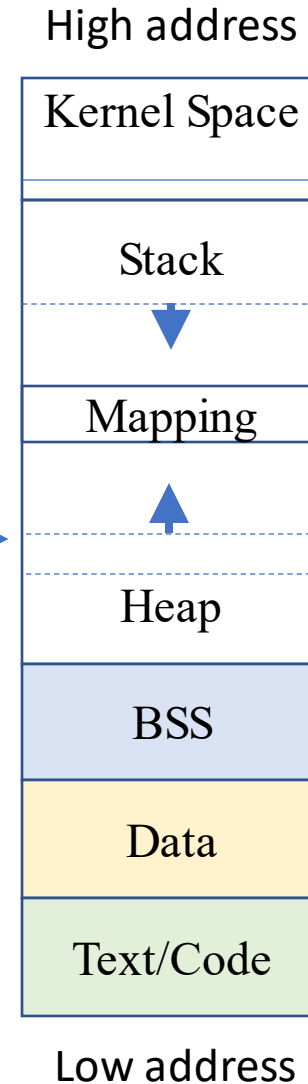 High address
Kernel Space
Stack
Mapping
Heap
BSS
Data
Text/Code
Low address